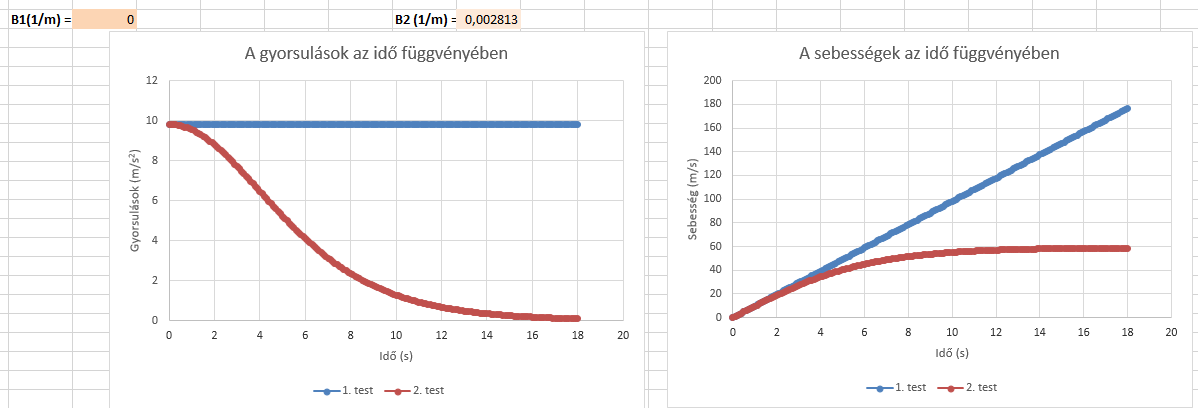 B1(1/m) = 0
B2 (1/m) = 0,002813
A gyorsulások az idő függvényében
Gyorsulások (m/s²)
12
10
8
6
4
2
0
0 2 4 6 8 10 12 14 16 18 20
Idő (s)
1. test 2. test
A sebességek az idő függvényében
Sebesség (m/s)
200
180
160
140
120
100
80
60
40
20
0
0 2 4 6 8 10 12 14 16 18 20
Idő (s)
1. test 2. test